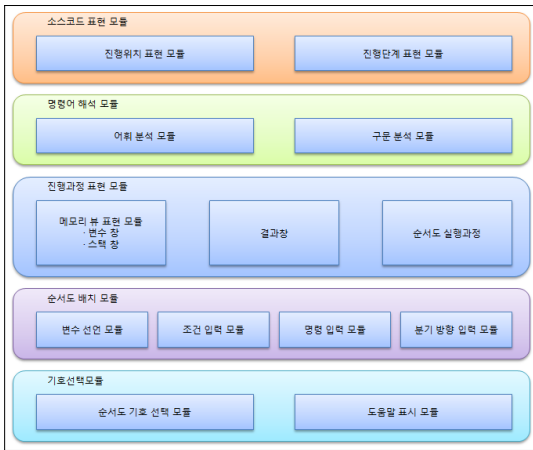 소스코드 표현 모듈
진행위치 표현 모듈
진행단계 표현 모듈
명령어 해석 모듈
어휘 분석 모듈
구문 분석 모듈
진행과정 표현 모듈
메모리 뷰 표현 모듈
· 변수 창
· 스택 창
결과창
순서도 실행과정
순서도 배치 모듈
변수 선언 모듈
조건 입력 모듈
명령 입력 모듈
분기 방향 입력 모듈
기호선택모듈
순서도 기호 선택 모듈
도움말 표시 모듈